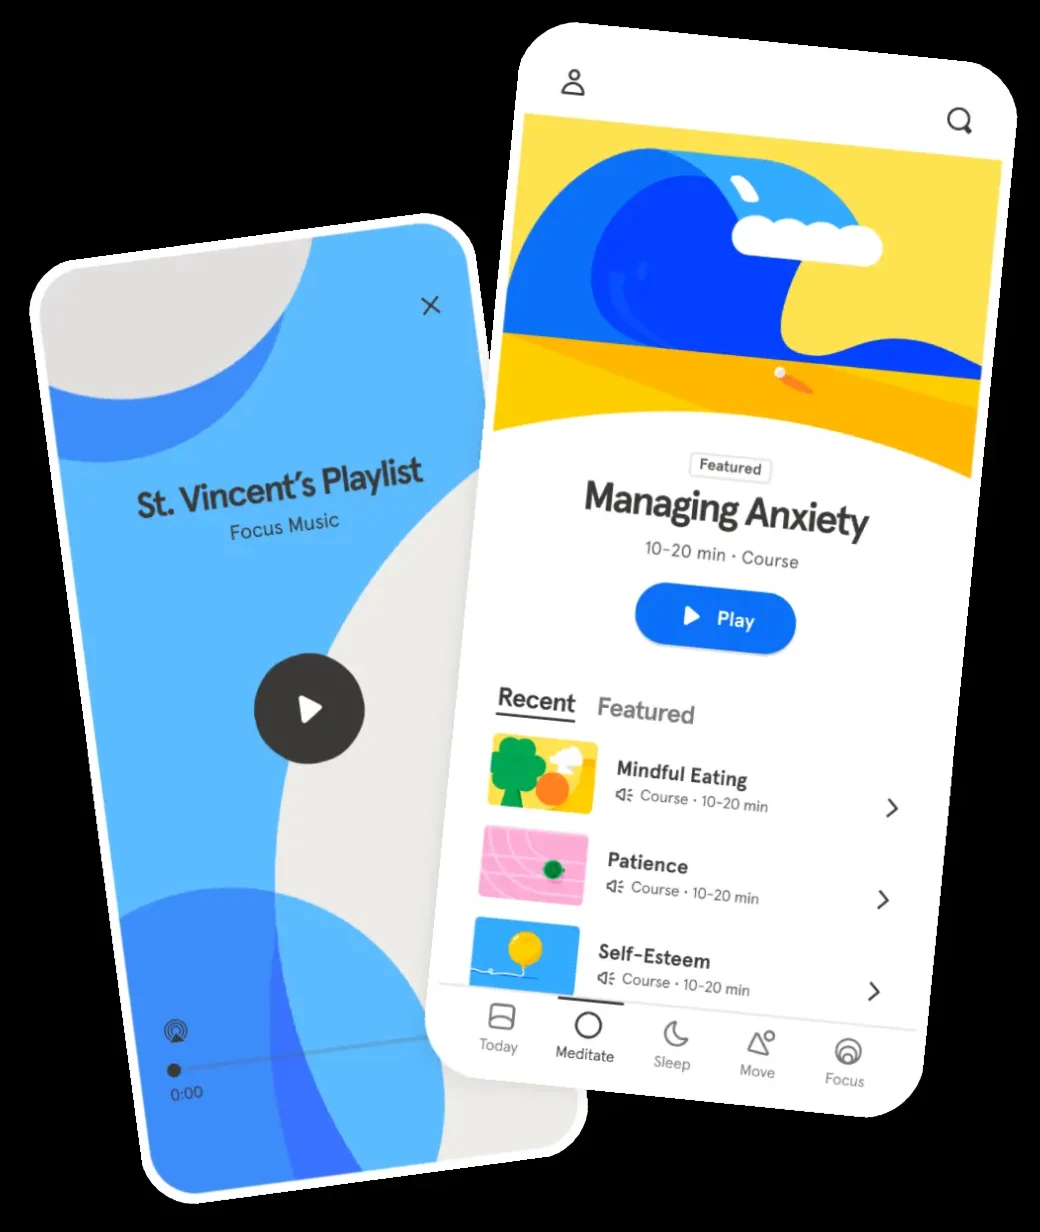 St. Vincent's Playlist
Focus Music
0:00
Featured
Managing Anxiety
10-20 min · Course
Play
Recent Featured
Mindful Eating
Course · 10-20 min
Patience
Course · 10-20 min
Self-Esteem
Course · 10-20 min
Today Meditate Sleep Move Focus